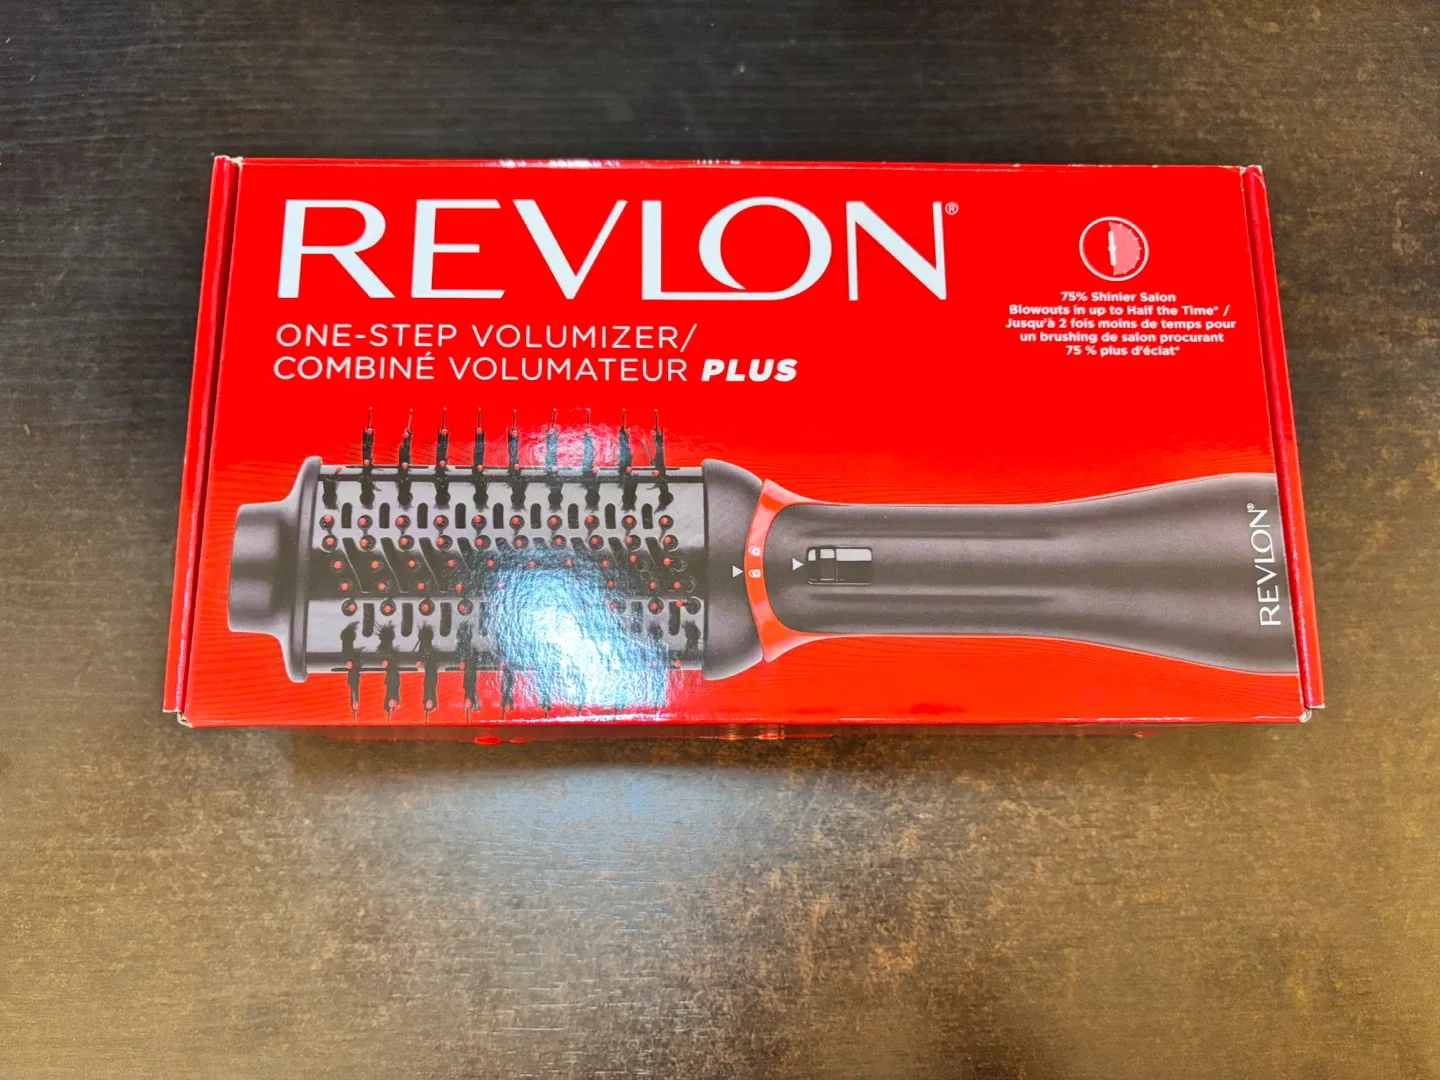 REVLON®
ONE-STEP VOLUMIZER/
COMBINÉ VOLUMATEUR PLUS
75% Shinier Salon
Blowouts in up to Half the Time* /
Jusqu'à 2 fois moins de temps pour
un brushing de salon procurant
75 % plus d'éclat*
REVLON®